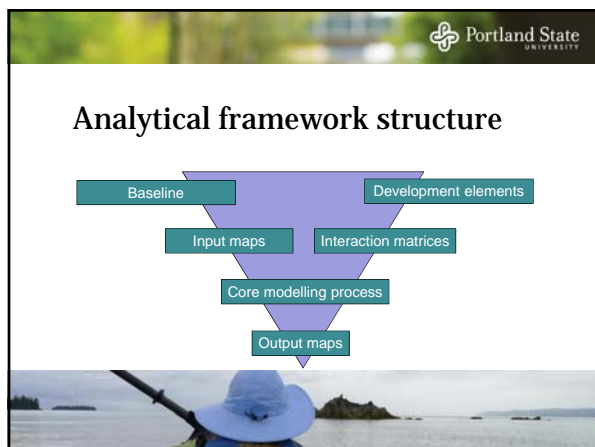 Portland State
UNIVERSITY
Analytical framework structure
Baseline
Development elements
Input maps
Interaction matrices
Core modelling process
Output maps